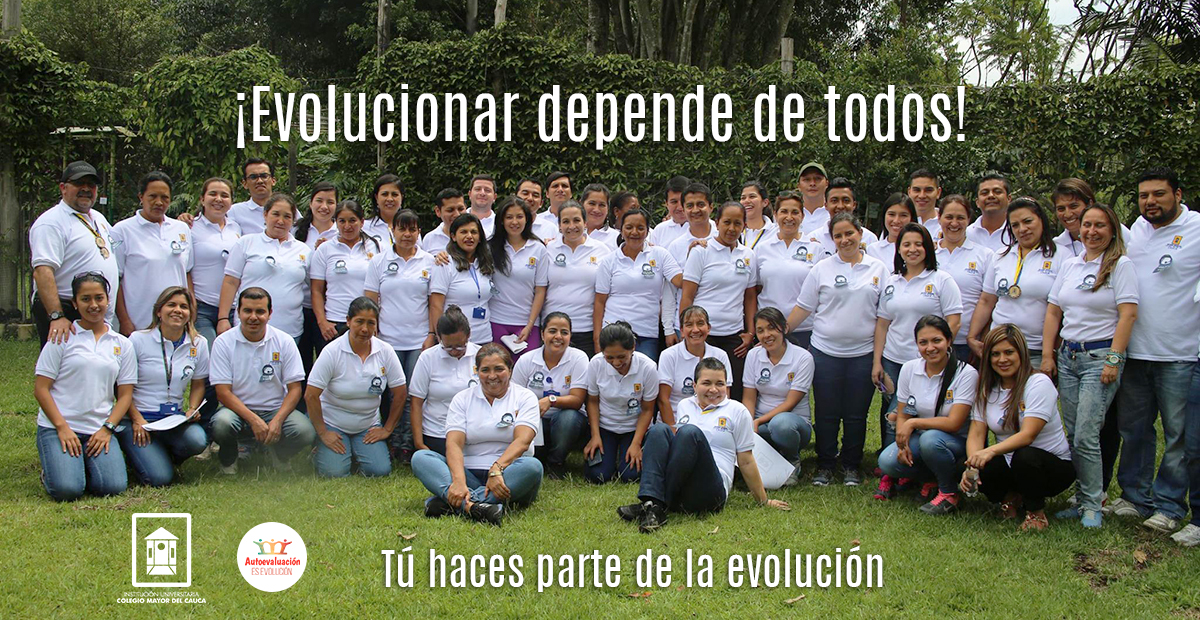 ¡Evolucionar depende de todos!
INSTITUCIÓN UNIVERSITARIA
COLEGIO MAYOR DEL CAUCA
Autoevaluación
ES EVOLUCIÓN
Tú haces parte de la evolución